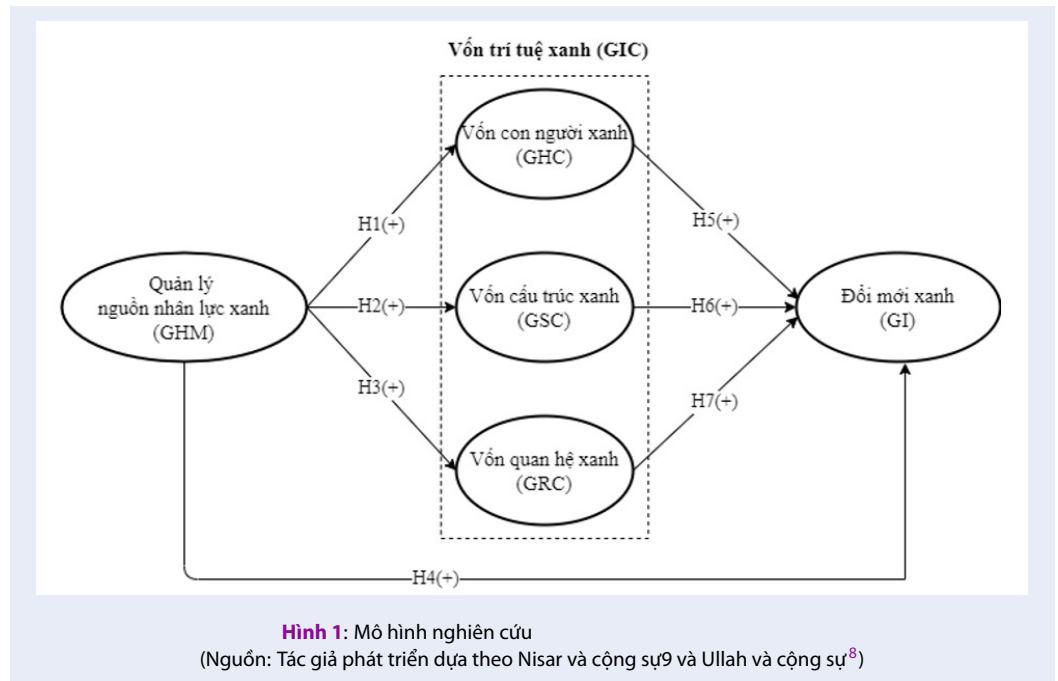 Vốn trí tuệ xanh (GIC)
Vốn con người xanh
(GHC)
H1(+)
H5(+)
Quản lý
nguồn nhân lực xanh
(GHM)
H2(+)
Vốn cấu trúc xanh
(GSC)
H6(+)
Đổi mới xanh
(GI)
H3(+)
H7(+)
Vốn quan hệ xanh
(GRC)
H4(+)
Hình 1: Mô hình nghiên cứu
(Nguồn: Tác giả phát triển dựa theo Nisar và cộng sự9 và Ullah và cộng sự8)